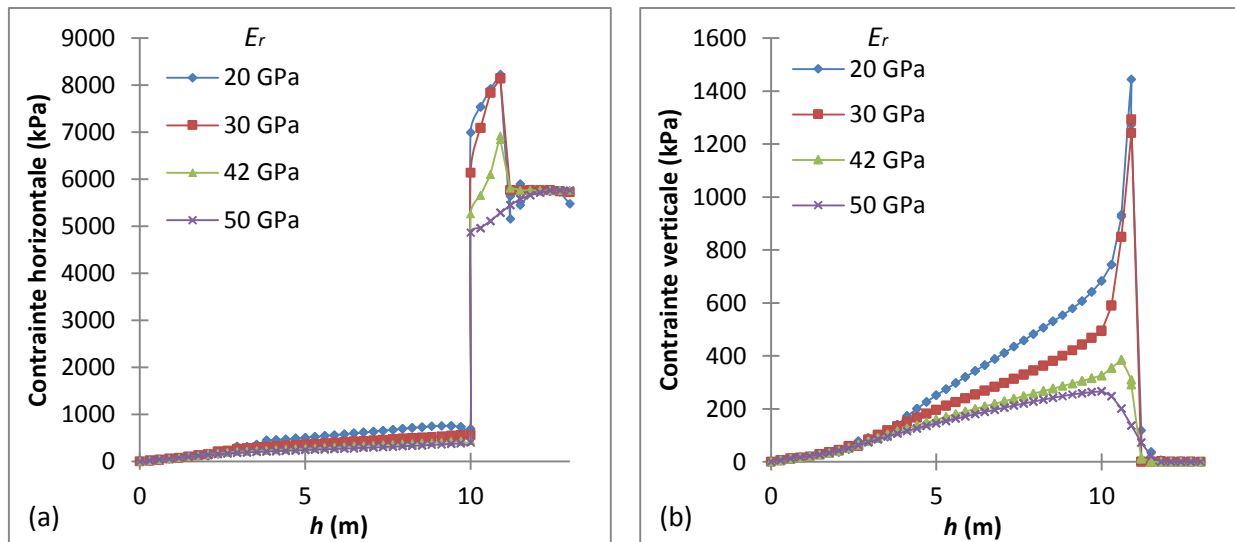 Er
20 GPa
30 GPa
42 GPa
50 GPa
Contrainte horizontale (kPa)
9000
8000
7000
6000
5000
4000
3000
2000
1000
0
0 5 10
h (m)
(a)
Er
20 GPa
30 GPa
42 GPa
50 GPa
Contrainte verticale (kPa)
1600
1400
1200
1000
800
600
400
200
0
0 5 10
h (m)
(b)